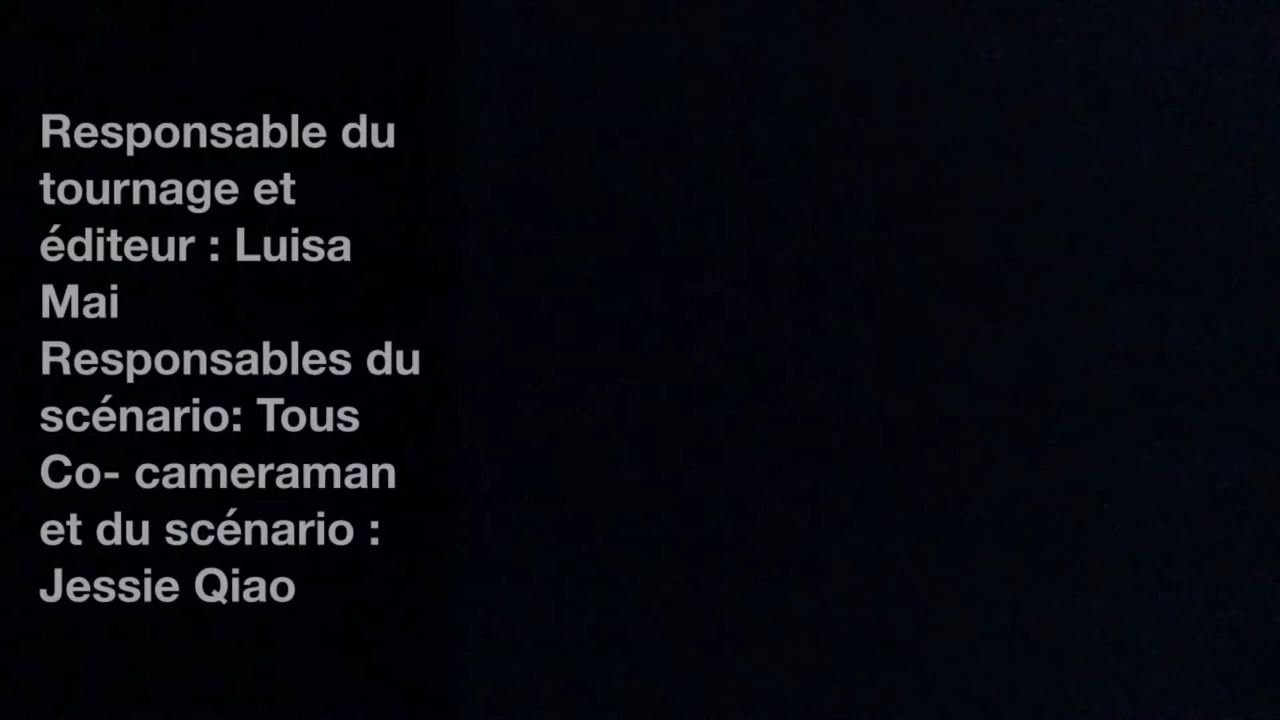 Responsable du
tournage et
éditeur : Luisa
Mai
Responsables du
scénario: Tous
Co- cameraman
et du scénario :
Jessie Qiao